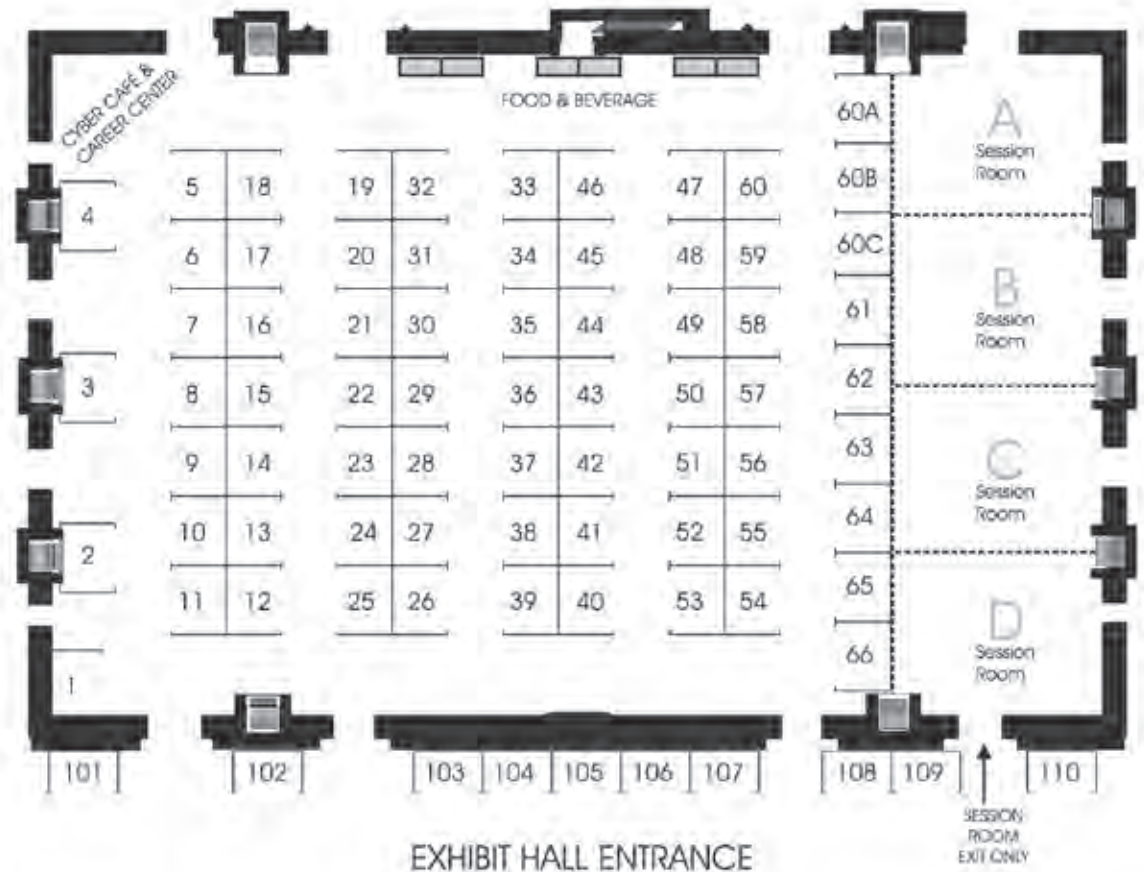 CYBER CAFÉ &
CAREER CENTER
FOOD & BEVERAGE
60A
A
Session
Room
5 18 19 32 33 46 47 60
60B
4
6 17 20 31 34 45 48 59
60C
B
Session
Room
7 16 21 30 35 44 49 58
61
3
8 15 22 29 36 43 50 57
62
9 14 23 28 37 42 51 56
63
C
Session
Room
2
10 13 24 27 38 41 52 55
64
11 12 25 26 39 40 53 54
65
D
Session
Room
66
1
101 102 103 104 105 106 107 108 109 110
SESSION
ROOM
EXIT ONLY
EXHIBIT HALL ENTRANCE